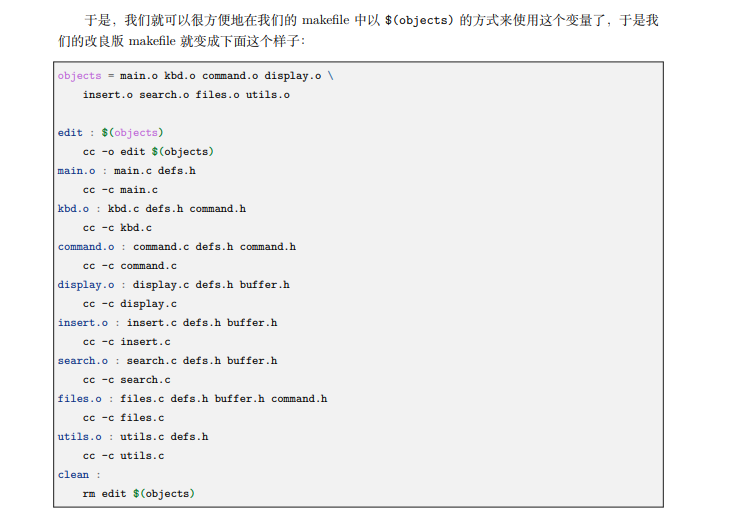 于是，我们就可以很方便地在我们的 makefile 中以 $(objects) 的方式来使用这个变量了，于是我
们的改良版 makefile 就变成下面这个样子：
objects = main.o kbd.o command.o display.o \
    insert.o search.o files.o utils.o

edit : $(objects)
    cc -o edit $(objects)
main.o : main.c defs.h
    cc -c main.c
kbd.o : kbd.c defs.h command.h
    cc -c kbd.c
command.o : command.c defs.h command.h
    cc -c command.c
display.o : display.c defs.h buffer.h
    cc -c display.c
insert.o : insert.c defs.h buffer.h
    cc -c insert.c
search.o : search.c defs.h buffer.h
    cc -c search.c
files.o : files.c defs.h buffer.h command.h
    cc -c files.c
utils.o : utils.c defs.h
    cc -c utils.c
clean :
    rm edit $(objects)